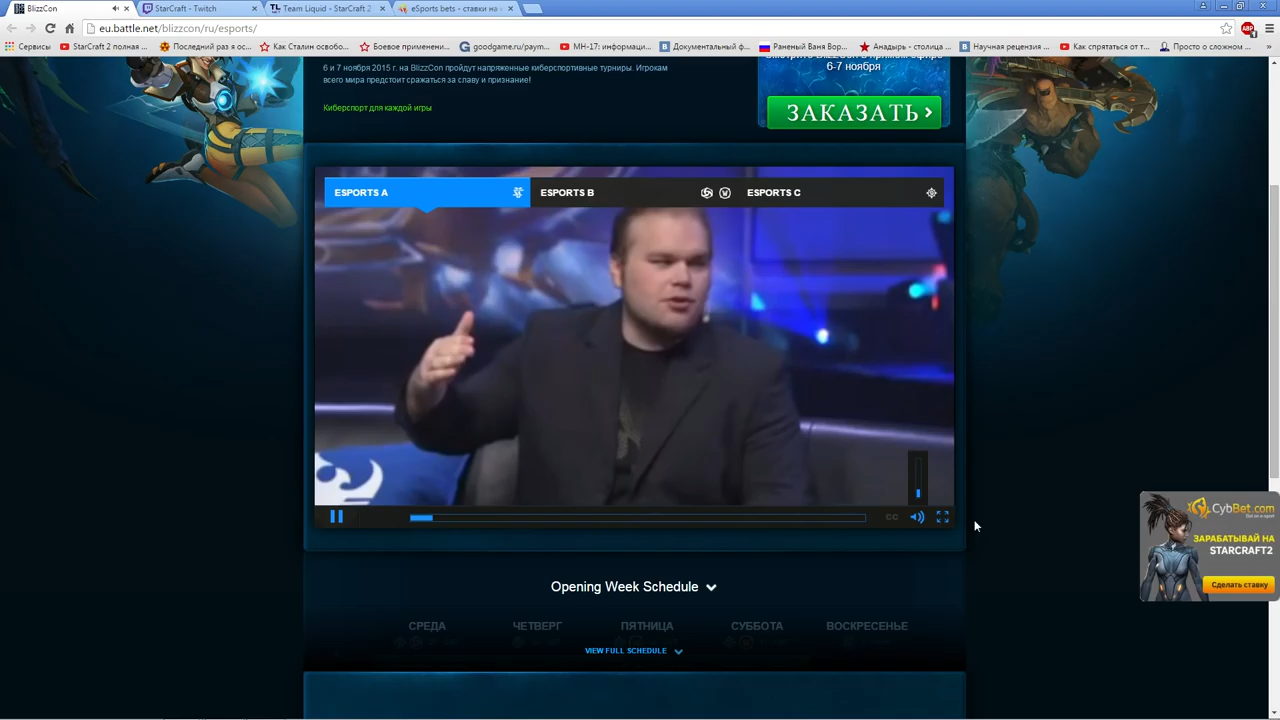 BlizzCon
StarCraft - Twitch
Team Liquid - StarCraft 2
eSports bets - ставки на
eu.battle.net/blizzcon/ru/esports/
Сервисы
StarCraft 2 полная ...
Последний раз я ос...
Как Сталин освобо...
Боевое применени...
goodgame.ru/paym...
МН-17: информаци...
Документальный ф...
Раненый Ваня Вор...
Анадырь - столица ...
Научная рецензия ...
Как спрятаться от т...
Просто о сложном ...
6 и 7 ноября 2015 г. на BlizzCon пройдут напряженные киберспортивные турниры. Игрокам
всего мира предстоит сражаться за славу и признание!
Киберспорт для каждой игры
6-7 ноября
ЗАКАЗАТЬ
ESPORTS A
ESPORTS B
ESPORTS C
CC
CybBet.com
ЗАРАБАТЫВАЙ НА
STARCRAFT2
Сделать ставку
Opening Week Schedule
СРЕДА
ЧЕТВЕРГ
ПЯТНИЦА
СУББОТА
ВОСКРЕСЕНЬЕ
VIEW FULL SCHEDULE